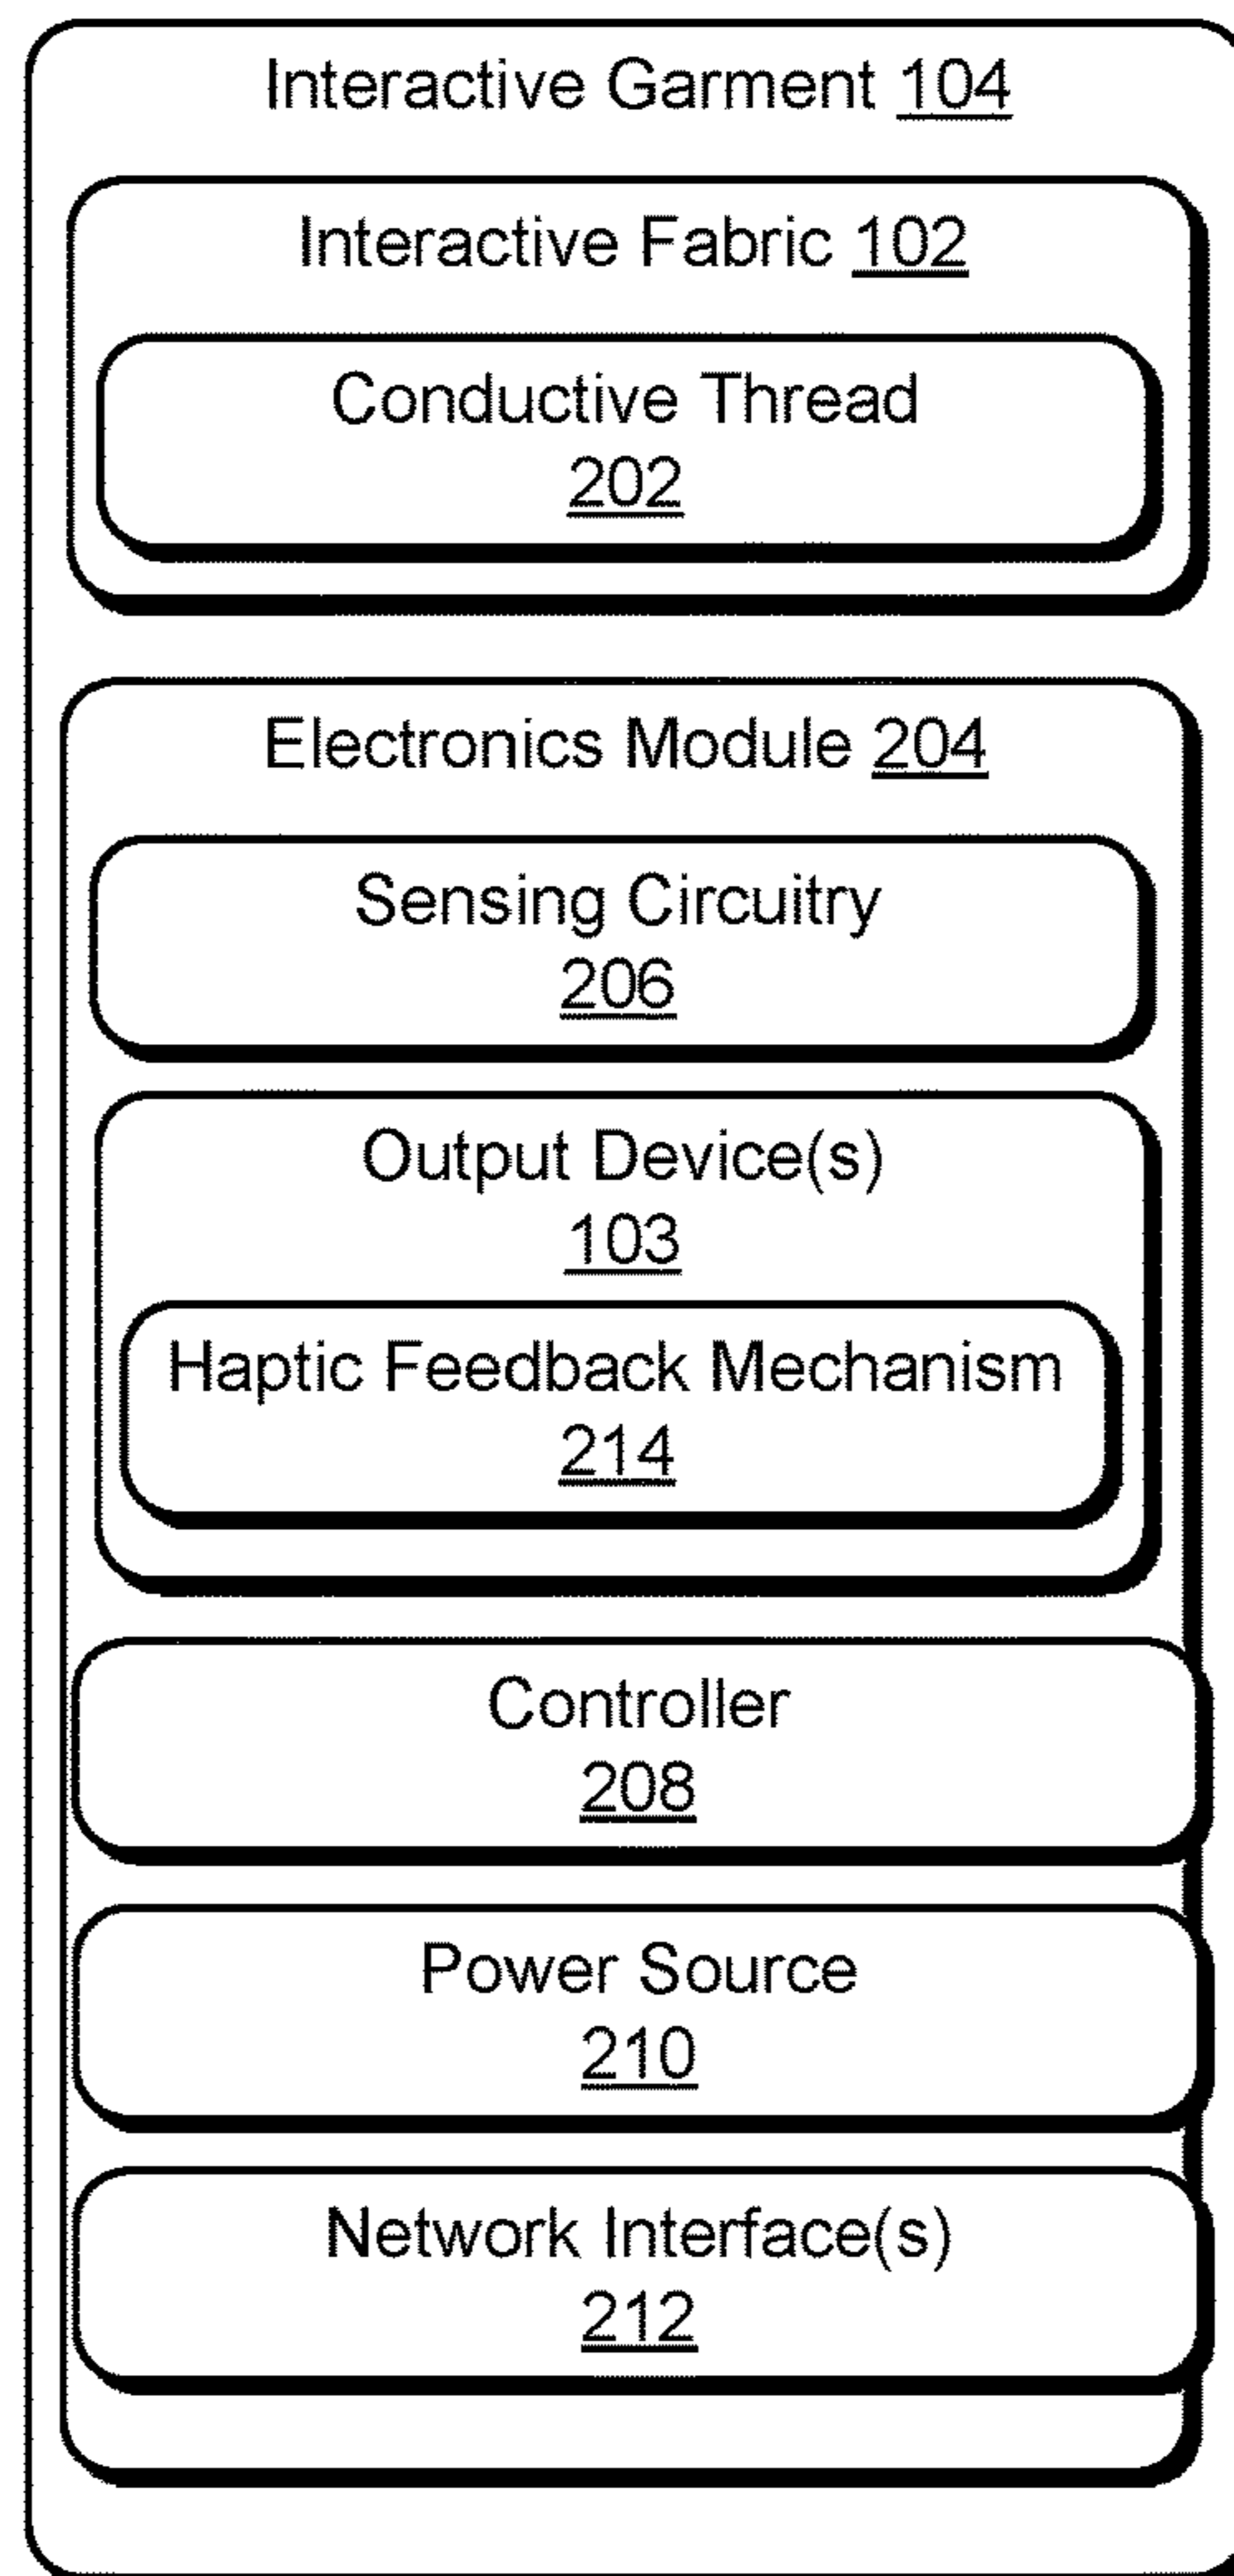 Interactive Garment 104
Interactive Fabric 102
Conductive Thread
202
Electronics Module 204
Sensing Circuitry
206
Output Device(s)
103
Haptic Feedback Mechanism
214
Controller
208
Power Source
210
Network Interface(s)
212